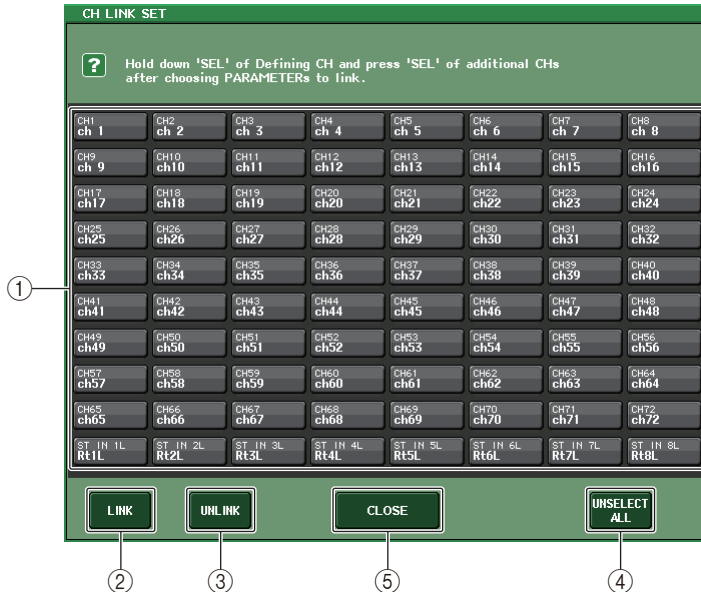 CH LINK SET
? Hold down 'SEL' of Defining CH and press 'SEL' of additional CHs
after choosing PARAMETERs to link.
CH1 CH2 CH3 CH4 CH5 CH6 CH7 CH8
ch 1 ch 2 ch 3 ch 4 ch 5 ch 6 ch 7 ch 8
CH9 CH10 CH11 CH12 CH13 CH14 CH15 CH16
ch 9 ch10 ch11 ch12 ch13 ch14 ch15 ch16
CH17 CH18 CH19 CH20 CH21 CH22 CH23 CH24
ch17 ch18 ch19 ch20 ch21 ch22 ch23 ch24
CH25 CH26 CH27 CH28 CH29 CH30 CH31 CH32
ch25 ch26 ch27 ch28 ch29 ch30 ch31 ch32
CH33 CH34 CH35 CH36 CH37 CH38 CH39 CH40
ch33 ch34 ch35 ch36 ch37 ch38 ch39 ch40
①
CH41 CH42 CH43 CH44 CH45 CH46 CH47 CH48
ch41 ch42 ch43 ch44 ch45 ch46 ch47 ch48
CH49 CH50 CH51 CH52 CH53 CH54 CH55 CH56
ch49 ch50 ch51 ch52 ch53 ch54 ch55 ch56
CH57 CH58 CH59 CH60 CH61 CH62 CH63 CH64
ch57 ch58 ch59 ch60 ch61 ch62 ch63 ch64
CH65 CH66 CH67 CH68 CH69 CH70 CH71 CH72
ch65 ch66 ch67 ch68 ch69 ch70 ch71 ch72
ST IN 1L ST IN 2L ST IN 3L ST IN 4L ST IN 5L ST IN 6L ST IN 7L ST IN 8L
Rt1L Rt2L Rt3L Rt4L Rt5L Rt6L Rt7L Rt8L
LINK UNLINK CLOSE UNSELECT
ALL
② ③ ⑤ ④